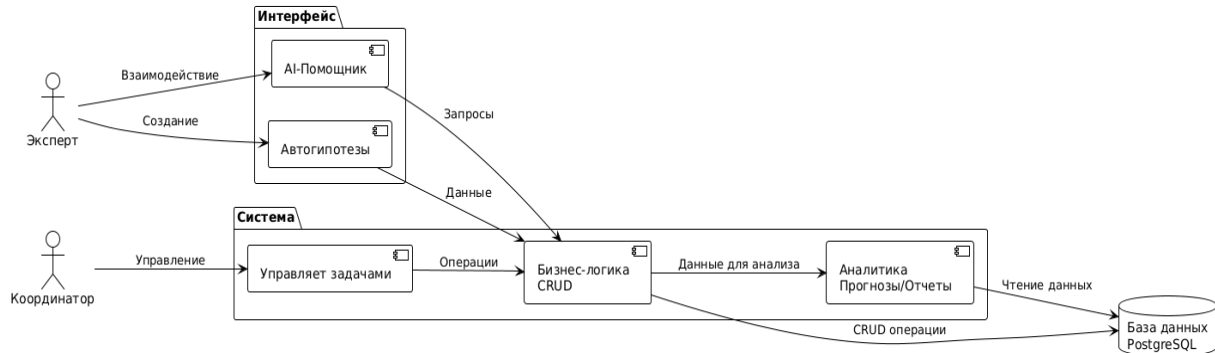 Интерфейс
AI-Помощник
Взаимодействие
Запросы
Создание
Эксперт
Автогипотезы
Данные
Система
Управление
Координатор
Управляет задачами
Операции
Бизнес-логика
CRUD
Данные для анализа
Аналитика
Прогнозы/Отчеты
Чтение данных
CRUD операции
База данных
PostgreSQL